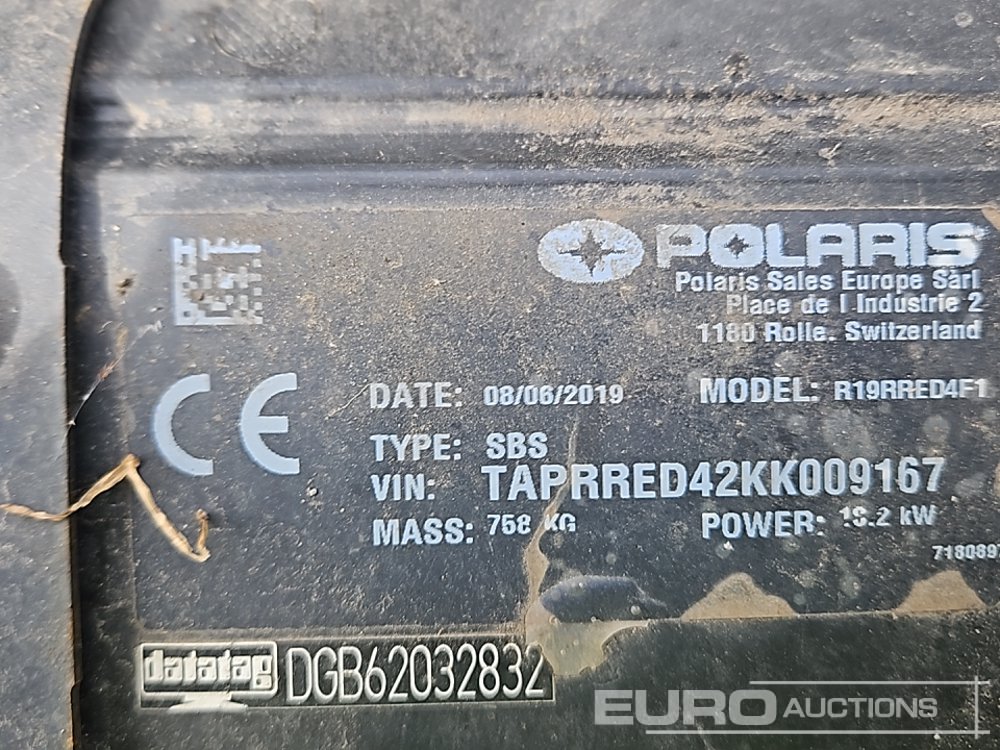 POLARIS
Polaris Sales Europe Sàrl
Place de l Industrie 2
1180 Rolle. Switzerland
CE
DATE: 08/06/2019 MODEL: R19RRED4F1
TYPE: SBS
VIN: TAPRRED42KK009167
MASS: 758 KG POWER: kW
datatag DGB62032832
EURO AUCTIONS